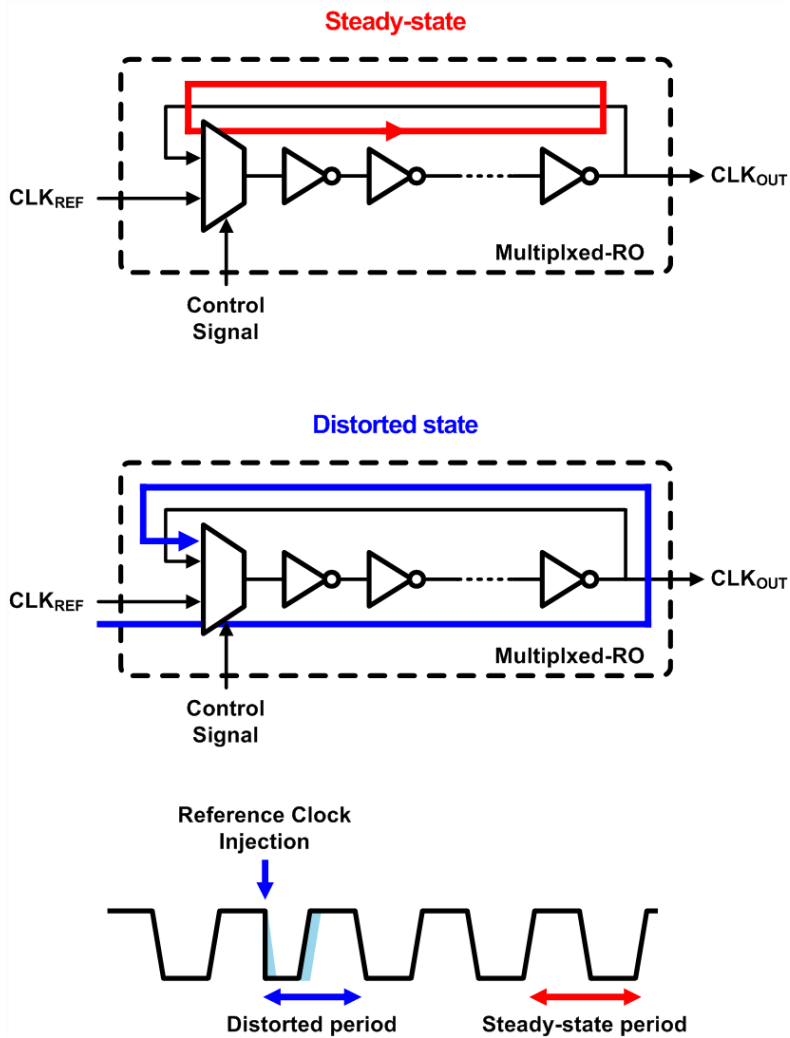 Steady-state
CLKREF
CLKOUT
Multiplxed-RO
Control
Signal
Distorted state
CLKREF
CLKOUT
Multiplxed-RO
Control
Signal
Reference Clock
Injection
Distorted period
Steady-state period